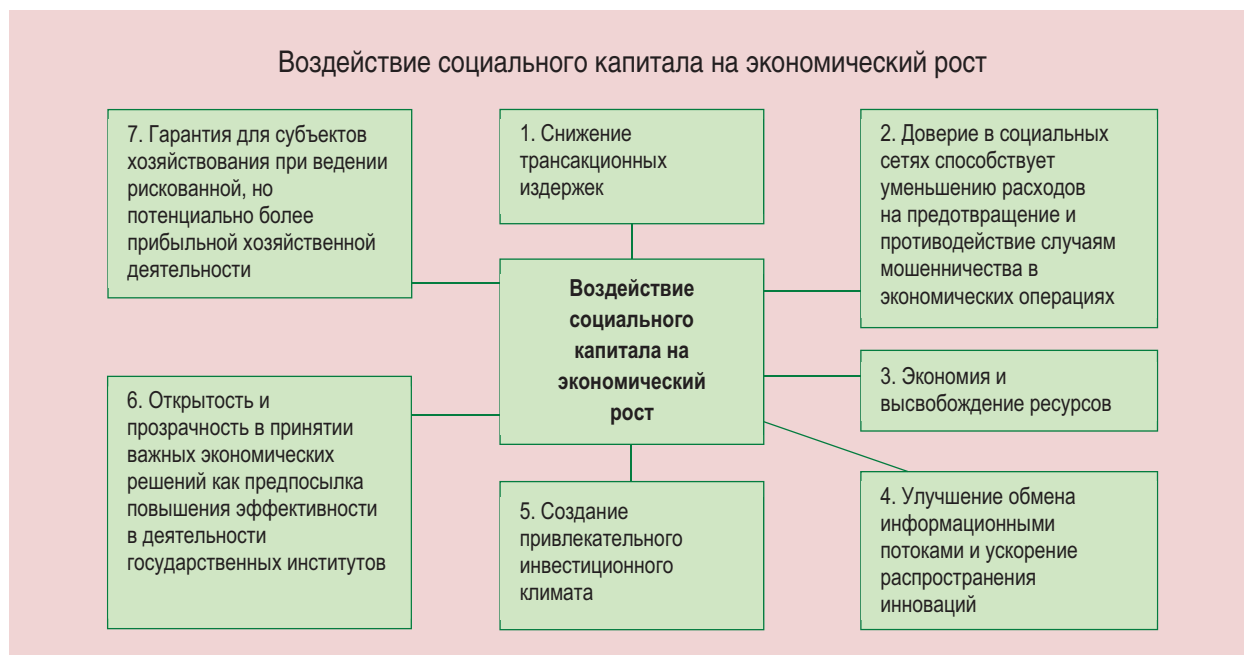 Воздействие социального капитала на экономический рост
7. Гарантия для субъектов
хозяйствования при ведении
рискованной, но
потенциально более
прибыльной хозяйственной
деятельности
1. Снижение
трансакционных
издержек
2. Доверие в социальных
сетях способствует
уменьшению расходов
на предотвращение и
противодействие случаям
мошенничества в
экономических операциях
Воздействие
социального
капитала на
экономический
рост
3. Экономия и
высвобождение ресурсов
6. Открытость и
прозрачность в принятии
важных экономических
решений как предпосылка
повышения эффективности
в деятельности
государственных институтов
5. Создание
привлекательного
инвестиционного
климата
4. Улучшение обмена
информационными
потоками и ускорение
распространения
инноваций